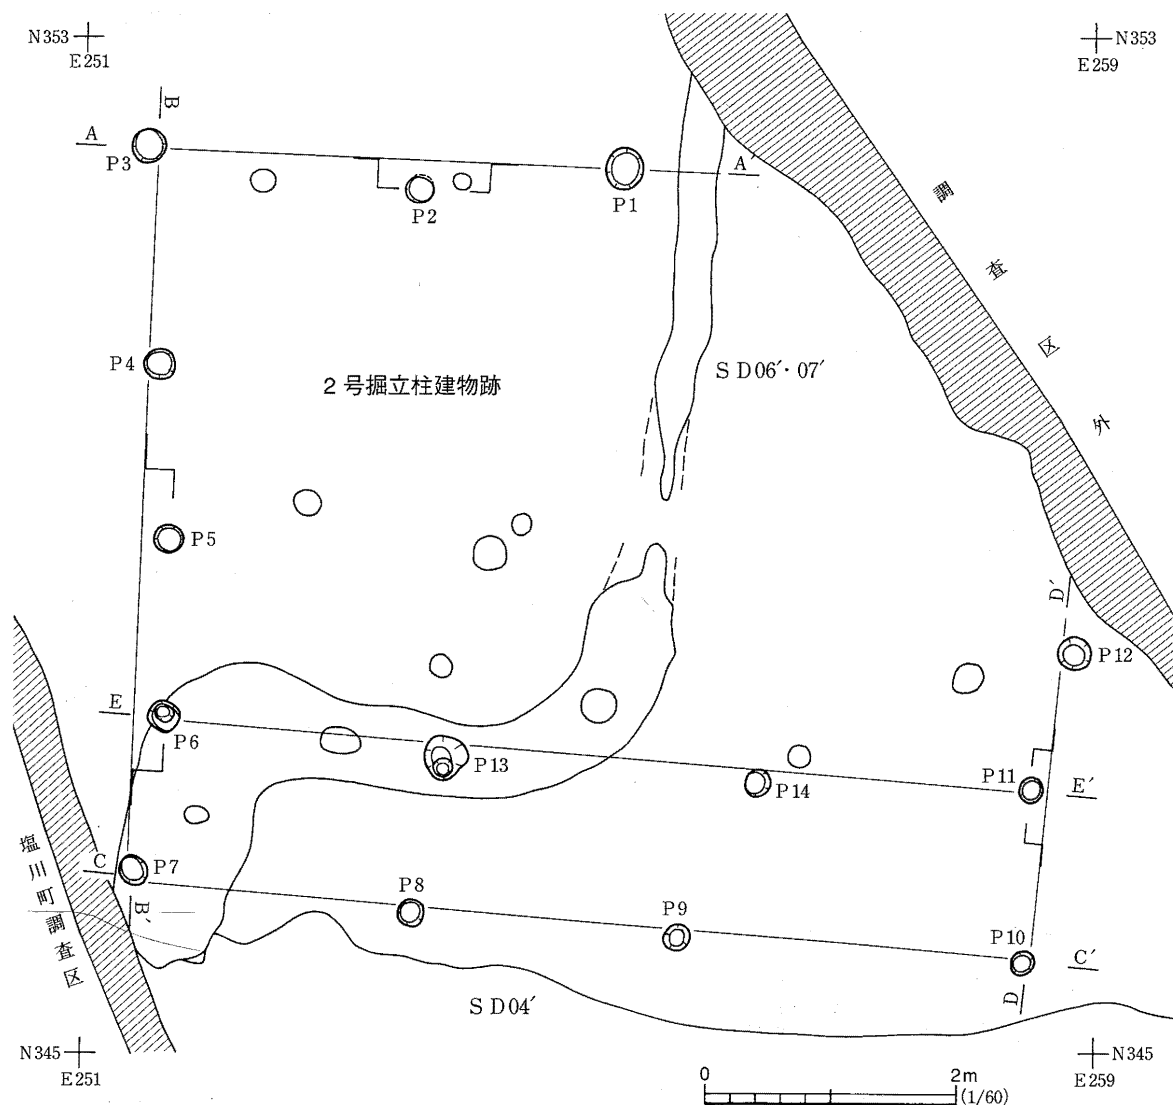 N353
E251
N353
E259
B
A
P3
P2
P1
A′
調査区外
P4
2号掘立柱建物跡
SD06′・07′
P5
D′
P12
E
P6
P13
P14
P11
E′
塩川町調査区
C
P7
B′
P8
P9
P10
C′
D
SD04′
N345
E251
0
2m
(1/60)
N345
E259